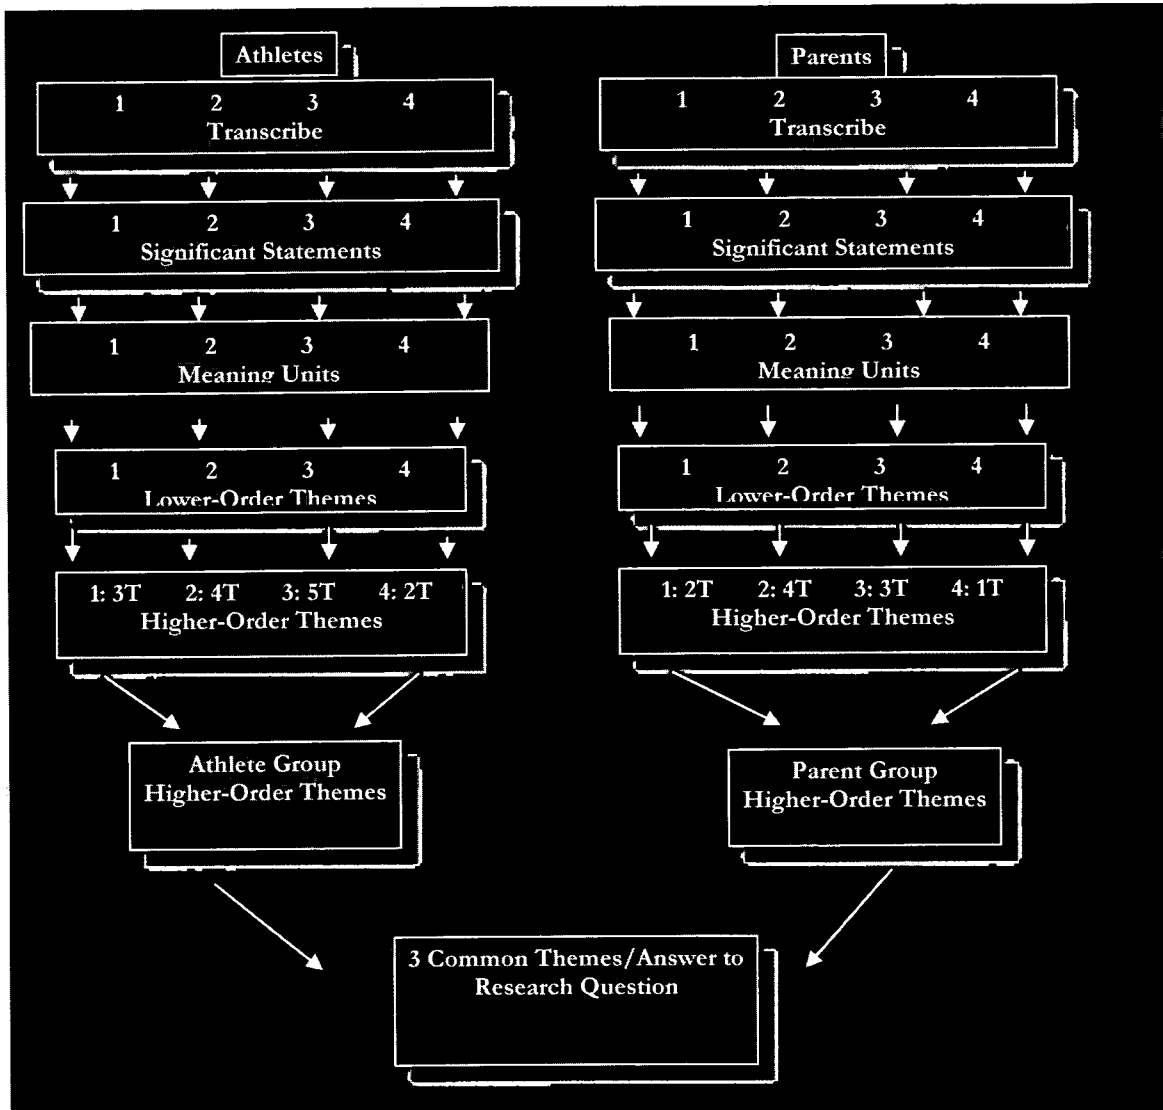 Athletes
1 2 3 4
Transcribe
1 2 3 4
Significant Statements
1 2 3 4
Meaning Units
1 2 3 4
Lower-Order Themes
1: 3T 2: 4T 3: 5T 4: 2T
Higher-Order Themes
Athlete Group
Higher-Order Themes
Parents
1 2 3 4
Transcribe
1 2 3 4
Significant Statements
1 2 3 4
Meaning Units
1 2 3 4
Lower-Order Themes
1: 2T 2: 4T 3: 3T 4: 1T
Higher-Order Themes
Parent Group
Higher-Order Themes
3 Common Themes/Answer to
Research Question